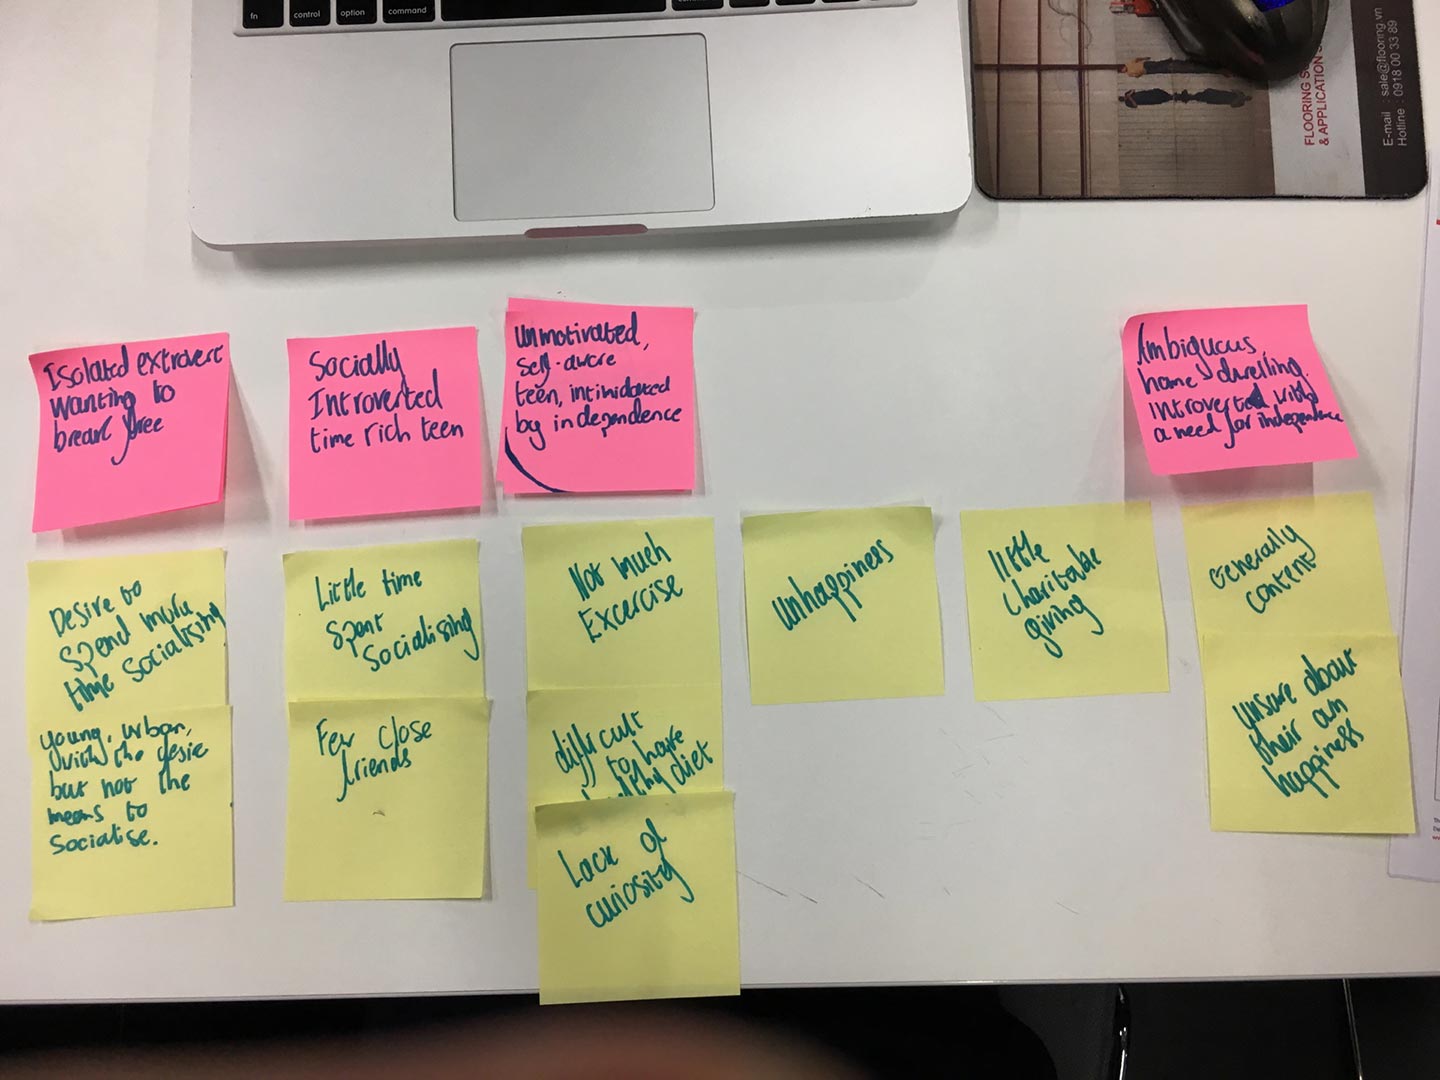 fn
control
option
command
FLOORING S
& APPLICATION S
E-mail : sale@flooring.vn
Hotline : 0918 00 33 89
Isolated extrovert
wanting to
break free
Socially
Introverted
time rich teen
Unmotivated,
Self-aware
teen, intimidated
by independence
Ambigucus
home dwelling.
introverted with
a need for independence
Desire to
spend more
time socialising
young, urban,
with the desire
but not the
means to
Socialise.
Little time
spent
socialising
Few close
friends
Not much
Excercise
difficult
to have
healthy diet
Lack of
curiosity
unhappiness
little
charitable
giving
Generally
content
unsure about
their own
happiness